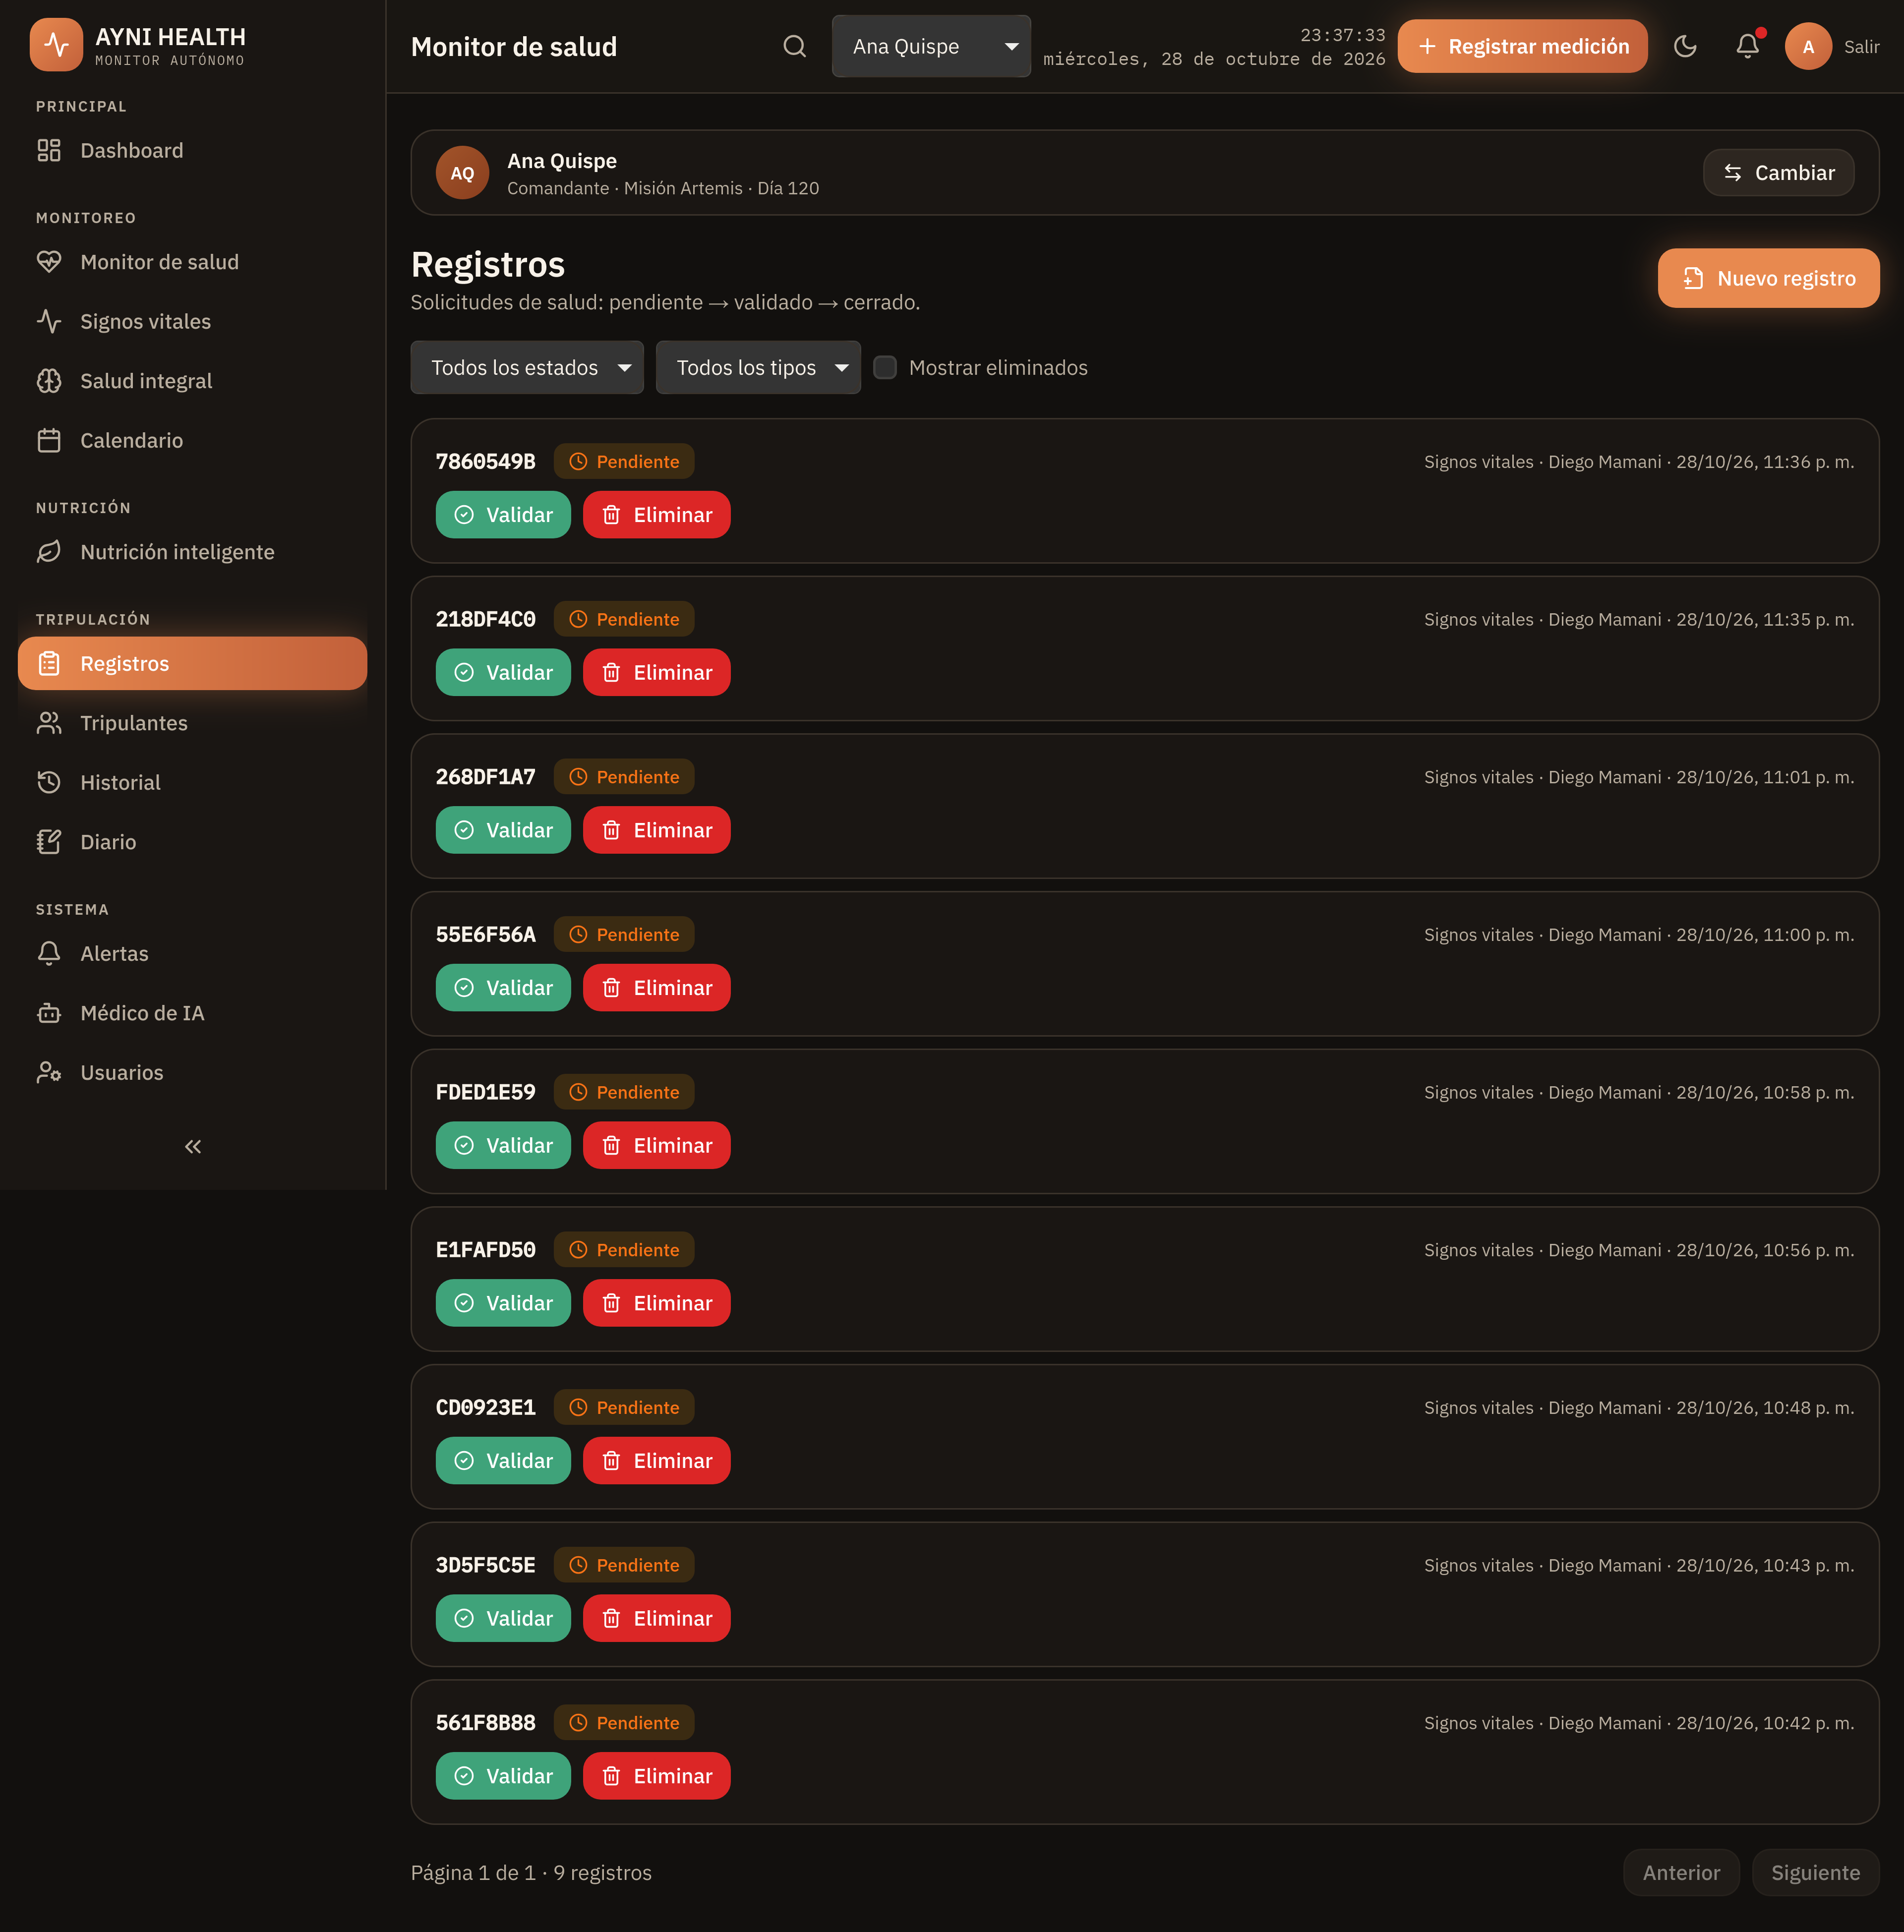 AYNI HEALTH
MONITOR AUTÓNOMO
PRINCIPAL
Dashboard
MONITOREO
Monitor de salud
Signos vitales
Salud integral
Calendario
NUTRICIÓN
Nutrición inteligente
TRIPULACIÓN
Registros
Tripulantes
Historial
Diario
SISTEMA
Alertas
Médico de IA
Usuarios
Monitor de salud
Ana Quispe
23:37:33
miércoles, 28 de octubre de 2026
Registrar medición
A
Salir
AQ
Ana Quispe
Comandante · Misión Artemis · Día 120
Cambiar
Registros
Solicitudes de salud: pendiente → validado → cerrado.
Nuevo registro
Todos los estados
Todos los tipos
Mostrar eliminados
7860549B Pendiente Signos vitales · Diego Mamani · 28/10/26, 11:36 p. m.
Validar Eliminar
218DF4C0 Pendiente Signos vitales · Diego Mamani · 28/10/26, 11:35 p. m.
Validar Eliminar
268DF1A7 Pendiente Signos vitales · Diego Mamani · 28/10/26, 11:01 p. m.
Validar Eliminar
55E6F56A Pendiente Signos vitales · Diego Mamani · 28/10/26, 11:00 p. m.
Validar Eliminar
FDED1E59 Pendiente Signos vitales · Diego Mamani · 28/10/26, 10:58 p. m.
Validar Eliminar
E1FAFD50 Pendiente Signos vitales · Diego Mamani · 28/10/26, 10:56 p. m.
Validar Eliminar
CD0923E1 Pendiente Signos vitales · Diego Mamani · 28/10/26, 10:48 p. m.
Validar Eliminar
3D5F5C5E Pendiente Signos vitales · Diego Mamani · 28/10/26, 10:43 p. m.
Validar Eliminar
561F8B88 Pendiente Signos vitales · Diego Mamani · 28/10/26, 10:42 p. m.
Validar Eliminar
Página 1 de 1 · 9 registros
Anterior Siguiente